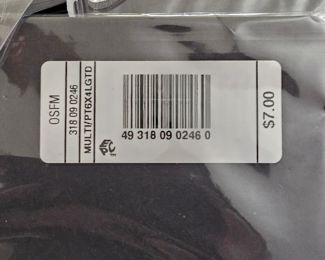 OSFM
318 09 0246
MULTI/PT6X4LGTD
49 318 09 0246 0
$7.00